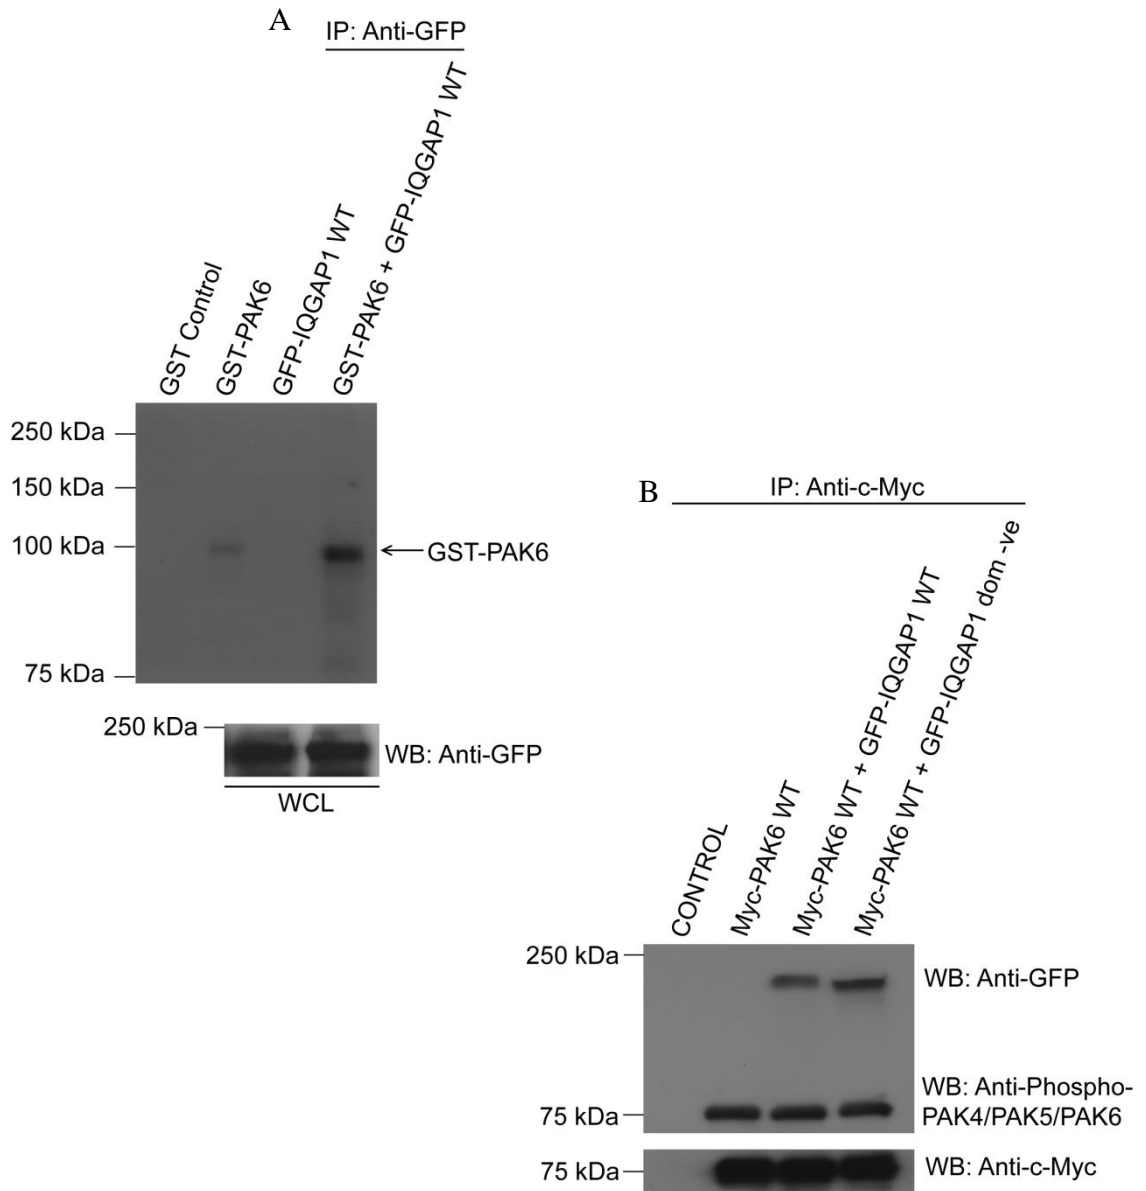 A
IP: Anti-GFP
GST Control
GST-PAK6
GFP-IQGAP1 WT
GST-PAK6 + GFP-IQGAP1 WT
250 kDa
150 kDa
100 kDa
GST-PAK6
75 kDa
250 kDa
WB: Anti-GFP
WCL
B
IP: Anti-c-Myc
CONTROL
Myc-PAK6 WT
Myc-PAK6 WT + GFP-IQGAP1 WT
Myc-PAK6 WT + GFP-IQGAP1 dom -ve
250 kDa
WB: Anti-GFP
WB: Anti-Phospho-
75 kDa
PAK4/PAK5/PAK6
75 kDa
WB: Anti-c-Myc